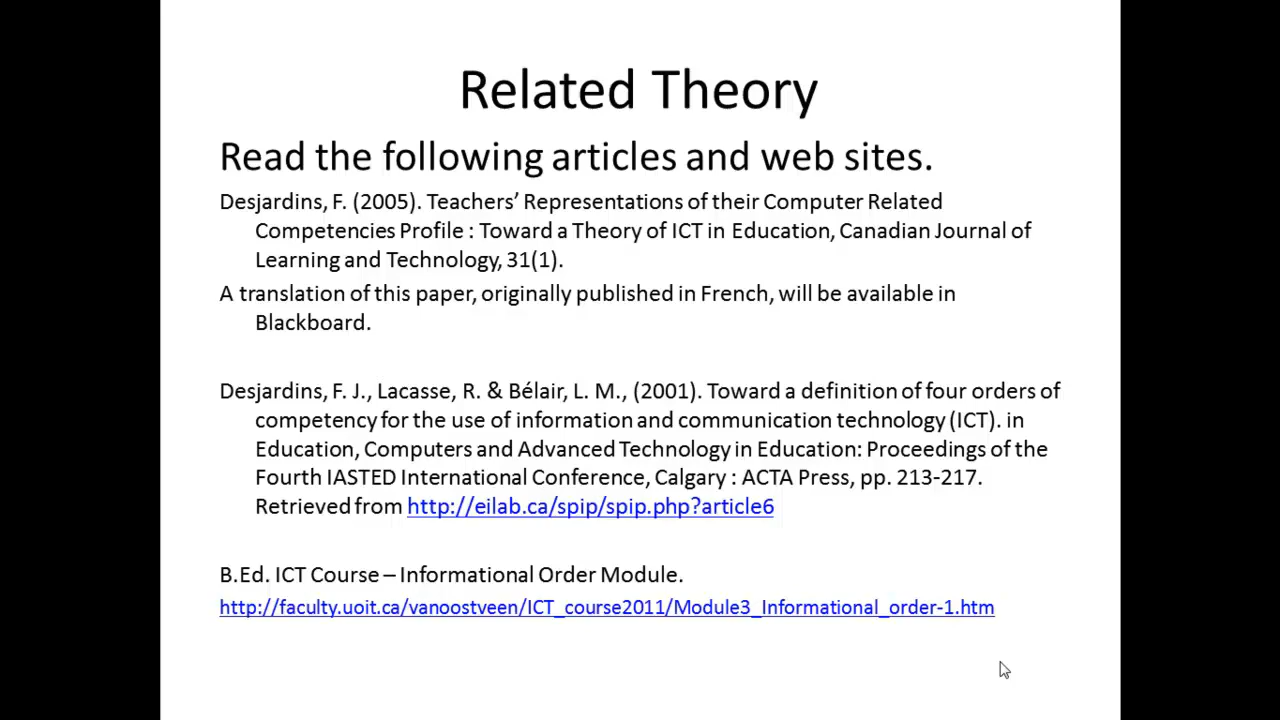 Related Theory
Read the following articles and web sites.
Desjardins, F. (2005). Teachers’ Representations of their Computer Related
Competencies Profile : Toward a Theory of ICT in Education, Canadian Journal of
Learning and Technology, 31(1).
A translation of this paper, originally published in French, will be available in
Blackboard.
Desjardins, F. J., Lacasse, R. & Bélair, L. M., (2001). Toward a definition of four orders of
competency for the use of information and communication technology (ICT). in
Education, Computers and Advanced Technology in Education: Proceedings of the
Fourth IASTED International Conference, Calgary : ACTA Press, pp. 213-217.
Retrieved from http://eilab.ca/spip/spip.php?article6
B.Ed. ICT Course – Informational Order Module.
http://faculty.uoit.ca/vanoostveen/ICT_course2011/Module3_Informational_order-1.htm